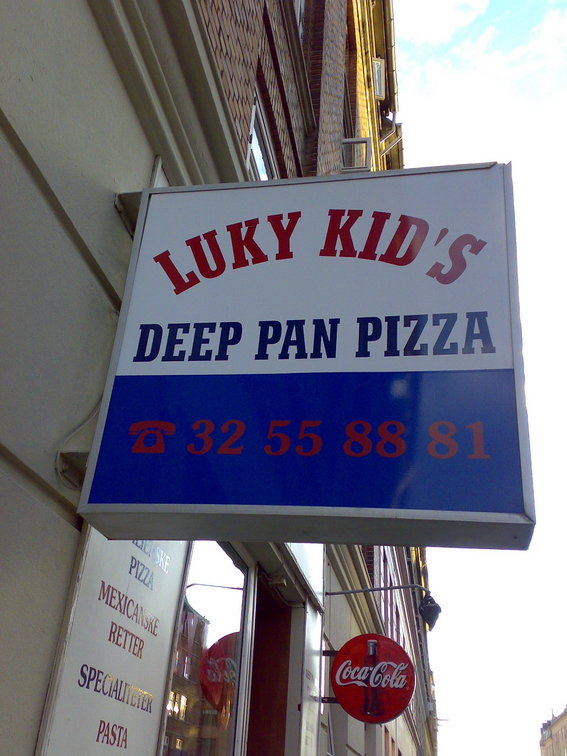 LUKY KID'S
DEEP PAN PIZZA
☎ 32 55 88 81
PIZZA
MEXICANSKE
RETTER
SPECIALITETER
PASTA
Coca-Cola